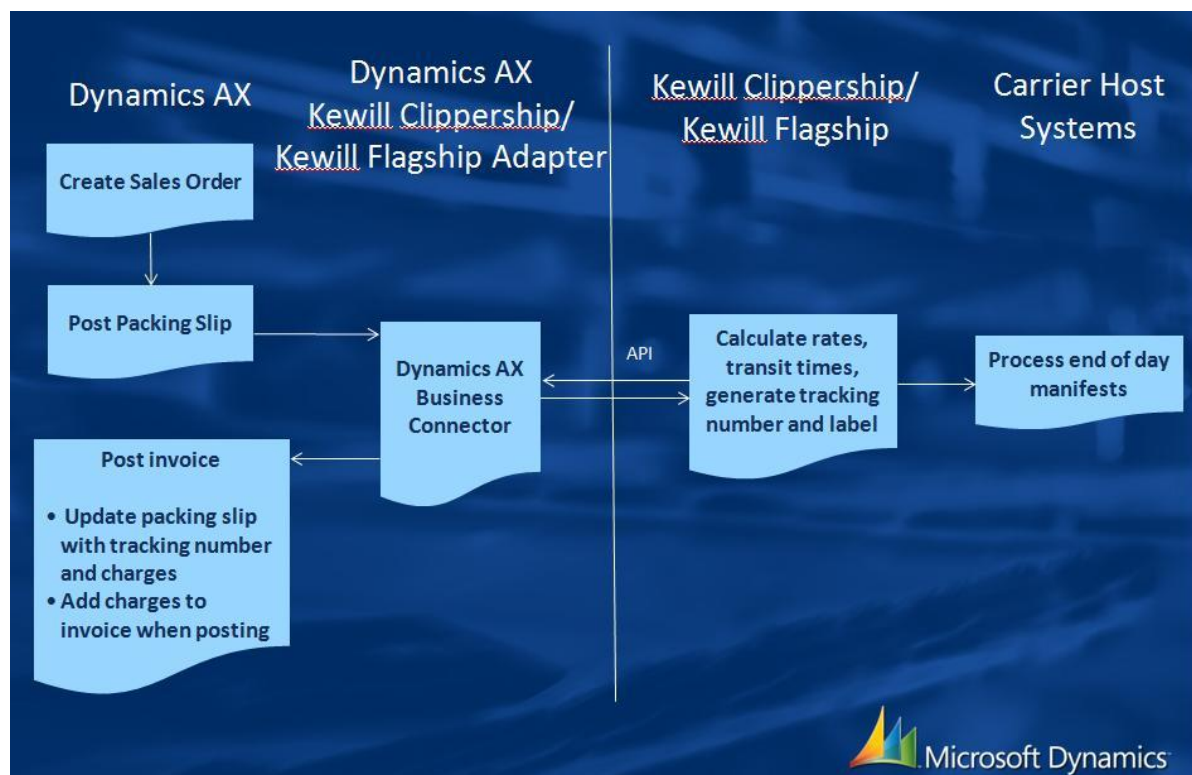 Dynamics AX
Dynamics AX
Kewill Clippership/
Kewill Flagship Adapter
Kewill Clippership/
Kewill Flagship
Carrier Host
Systems
Create Sales Order
Post Packing Slip
Dynamics AX
Business
Connector
API
Calculate rates,
transit times,
generate tracking
number and label
Process end of day
manifests
Post invoice
• Update packing slip
with tracking number
and charges
• Add charges to
invoice when posting
Microsoft Dynamics